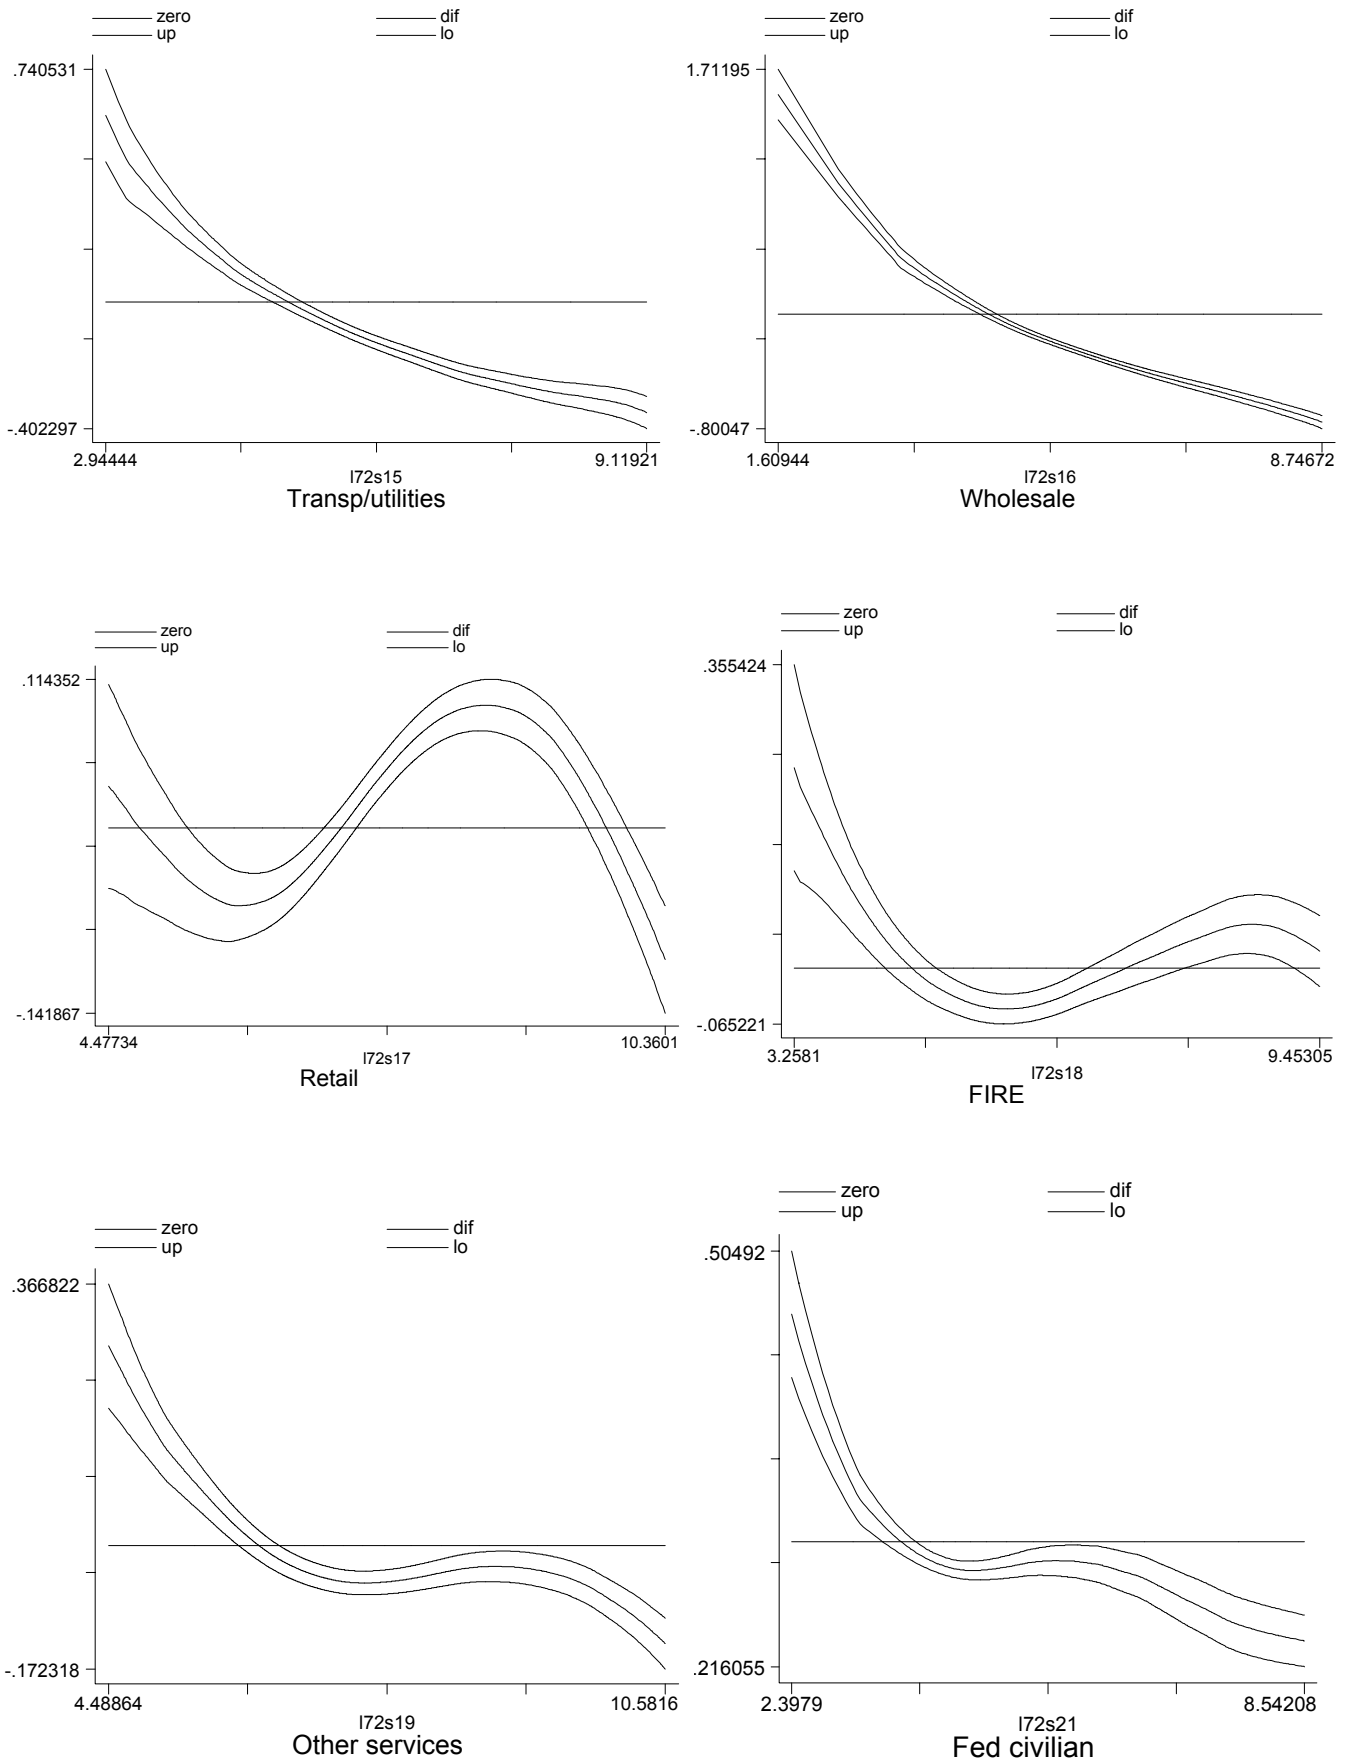 zero dif
up lo
.740531
-.402297
2.94444 9.11921
l72s15
Transp/utilities
zero dif
up lo
1.71195
-.80047
1.60944 8.74672
l72s16
Wholesale
zero dif
up lo
.114352
-.141867
4.47734 10.3601
l72s17
Retail
zero dif
up lo
.355424
-.065221
3.2581 9.45305
l72s18
FIRE
zero dif
up lo
.366822
-.172318
4.48864 10.5816
l72s19
Other services
zero dif
up lo
.50492
.216055
2.3979 8.54208
l72s21
Fed civilian